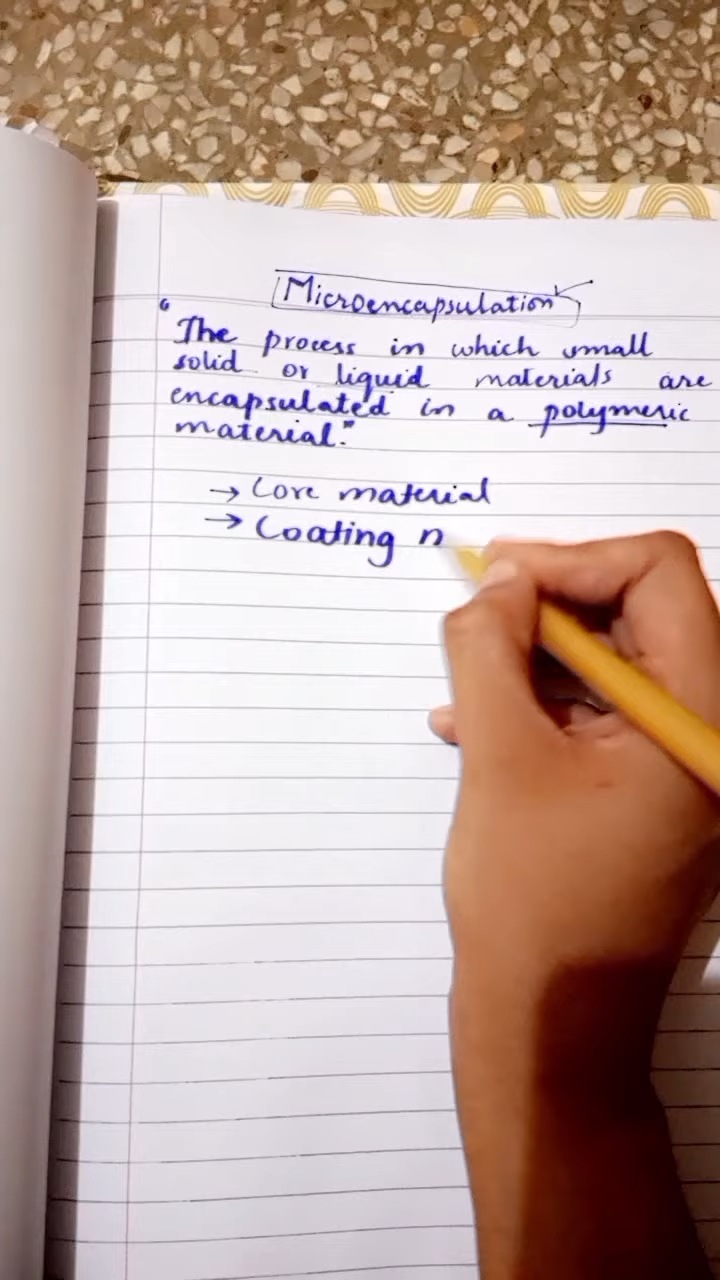 Microencapsulation
"The process in which small
solid or liquid materials are
encapsulated in a polymeric
material."
→ Core material
→ Coating